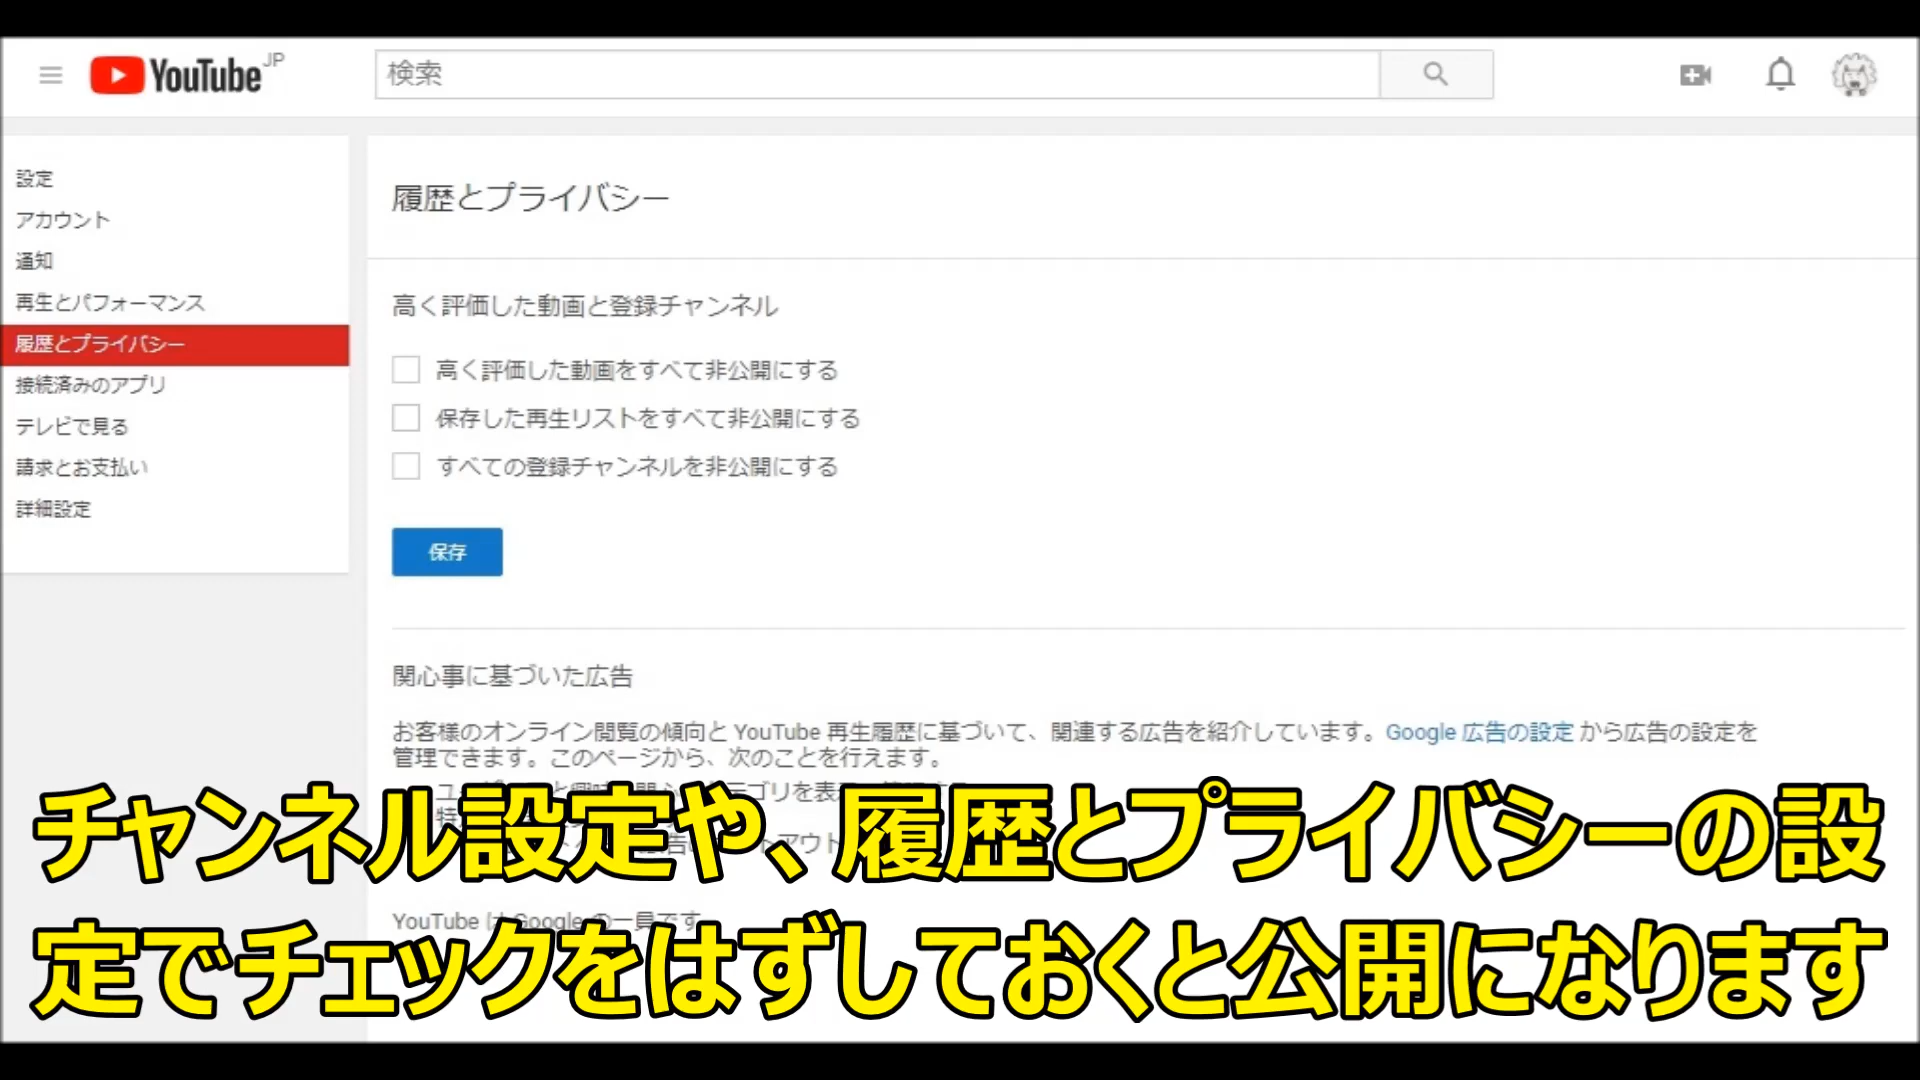 YouTube JP
検索
設定
アカウント
通知
再生とパフォーマンス
履歴とプライバシー
接続済みのアプリ
テレビで見る
請求とお支払い
詳細設定
履歴とプライバシー
高く評価した動画と登録チャンネル
高く評価した動画をすべて非公開にする
保存した再生リストをすべて非公開にする
すべての登録チャンネルを非公開にする
保存
関心事に基づいた広告
お客様のオンライン閲覧の傾向と YouTube 再生履歴に基づいて、関連する広告を紹介しています。Google 広告の設定 から広告の設定を
管理できます。このページから、次のことを行えます。
YouTube は Google の一員です
チャンネル設定や、履歴とプライバシーの設
定でチェックをはずしておくと公開になります